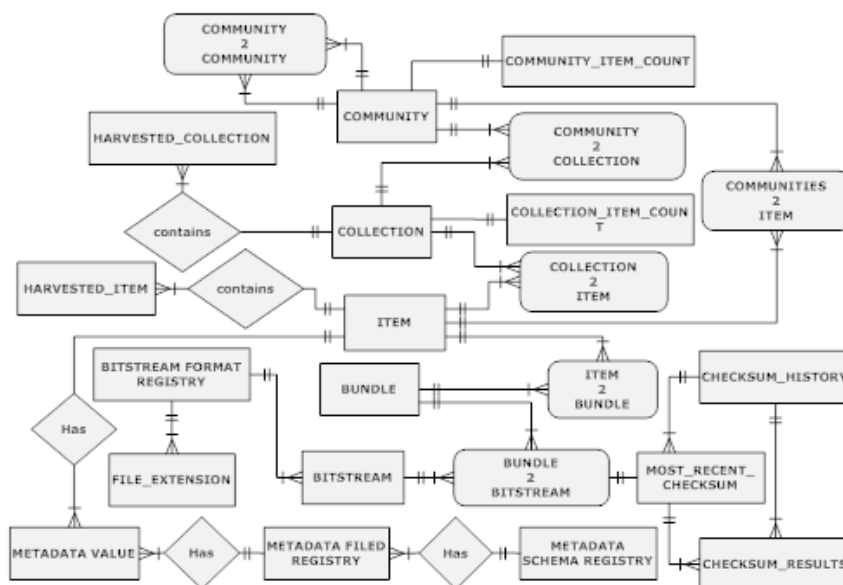 COMMUNITY
2
COMMUNITY
COMMUNITY_ITEM_COUNT
COMMUNITY
HARVESTED_COLLECTION
COMMUNITY
2
COLLECTION
COMMUNITIES
2
ITEM
contains
COLLECTION
COLLECTION_ITEM_COUN
T
HARVESTED_ITEM
contains
COLLECTION
2
ITEM
ITEM
BITSTREAM FORMAT
REGISTRY
BUNDLE
ITEM
2
BUNDLE
CHECKSUM_HISTORY
Has
FILE_EXTENSION
BITSTREAM
BUNDLE
2
BITSTREAM
MOST_RECENT_
CHECKSUM
METADATA VALUE
Has
METADATA FILED
REGISTRY
Has
METADATA
SCHEMA REGISTRY
CHECKSUM_RESULTS